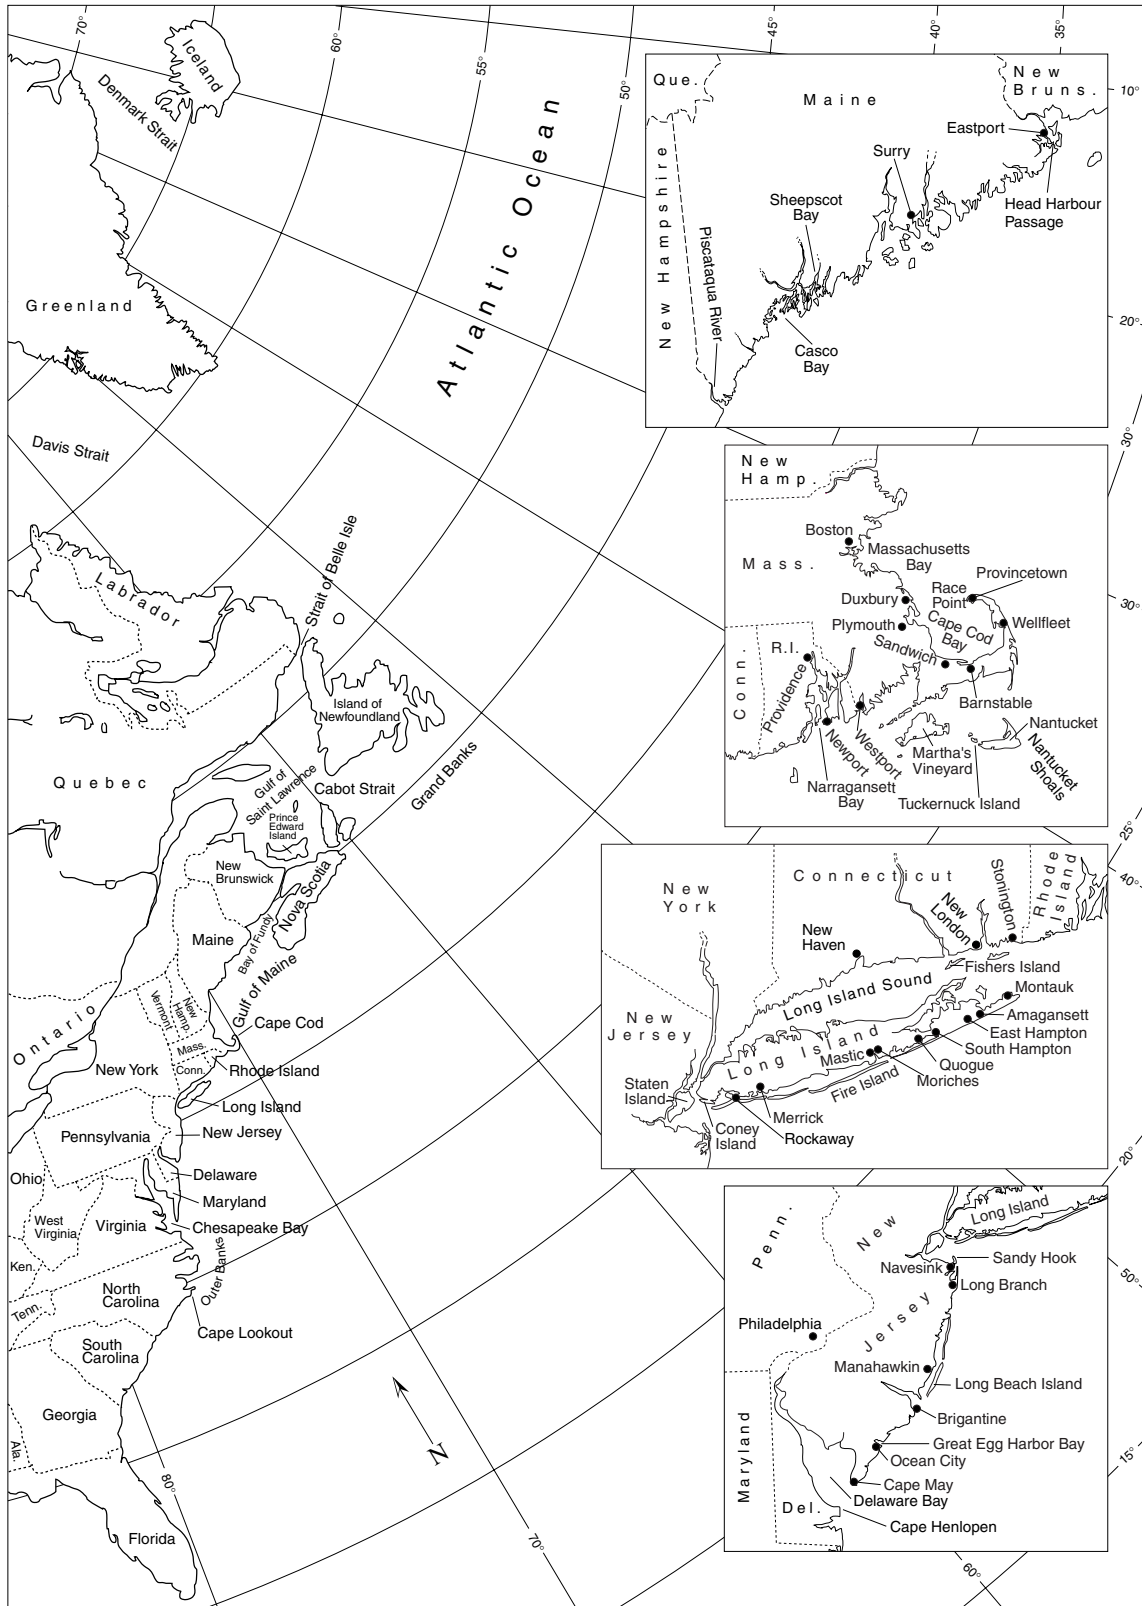 70°
60°
55°
50°
45°
40°
35°
10°
20°
30°
30°
25°
40°
20°
50°
15°
60°
70°
80°
Iceland
Denmark Strait
Greenland
Davis Strait
Atlantic Ocean
Labrador
Strait of Belle Isle
Island of
Newfoundland
Grand Banks
Quebec
Gulf of
Saint Lawrence
Cabot Strait
Prince
Edward
Island
New
Brunswick
Nova Scotia
Bay of Fundy
Maine
Gulf of Maine
Ontario
Vermont
New
Hamp.
Mass.
Conn.
Cape Cod
Rhode Island
New York
Long Island
Pennsylvania
New Jersey
Ohio
Delaware
Maryland
West
Virginia
Virginia
Chesapeake Bay
Ken.
Outer Banks
Tenn.
North
Carolina
Cape Lookout
South
Carolina
Georgia
Ala.
Florida
N
Que.
Maine
New
Bruns.
Eastport
Surry
Head Harbour
Passage
Sheepscot
Bay
New Hampshire
Piscataqua River
Casco
Bay
New
Hamp.
Boston
Massachusetts
Bay
Mass.
Provincetown
Race
Point
Duxbury
Cape Cod
Bay
Wellfleet
Plymouth
Sandwich
Conn.
R.I.
Providence
Barnstable
Newport
Westport
Martha's
Vineyard
Nantucket
Nantucket
Shoals
Narragansett
Bay
Tuckernuck Island
New
York
Connecticut
Stonington
Rhode
Island
New
London
New
Haven
Fishers Island
Long Island Sound
Montauk
New
Jersey
Long Island
Amagansett
East Hampton
South Hampton
Mastic
Quogue
Moriches
Fire Island
Staten
Island
Merrick
Coney
Island
Rockaway
Penn.
New
Jersey
Long Island
Sandy Hook
Navesink
Long Branch
Philadelphia
Manahawkin
Long Beach Island
Brigantine
Maryland
Great Egg Harbor Bay
Ocean City
Cape May
Delaware Bay
Del.
Cape Henlopen